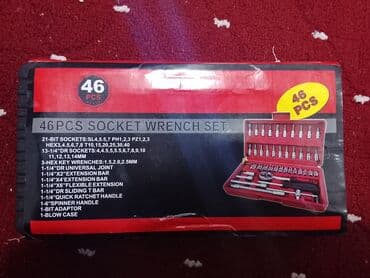 46
PCS
46
PCS
46PCS SOCKET WRENCH SET
21-BIT SOCKETS:SL4,5.5,7 PH1,2,3 PZ1,2,3
HEX3,4,5,6,7,8 T10,15,20,25,30,40
13-1/4"DR SOCKETS:4,4.5,5,5.5,6,7,8,9,10
11,12,13,14MM
3-HEX KEY WRENCHES:1.5,2.0,2.5MM
1-1/4"DR UNIVERSAL JOINT
1-1/4"X2"EXTENSION BAR
1-1/4"X4"EXTENSION BAR
1-1/4"X6"FLEXIBLE EXTENSION
1-1/4"DR SLIDING T BAR
1-1/4"QUICK RATCHET HANDLE
1-1/4"SPINNER HANDLE
1-BIT ADAPTOR
1-BLOW CASE